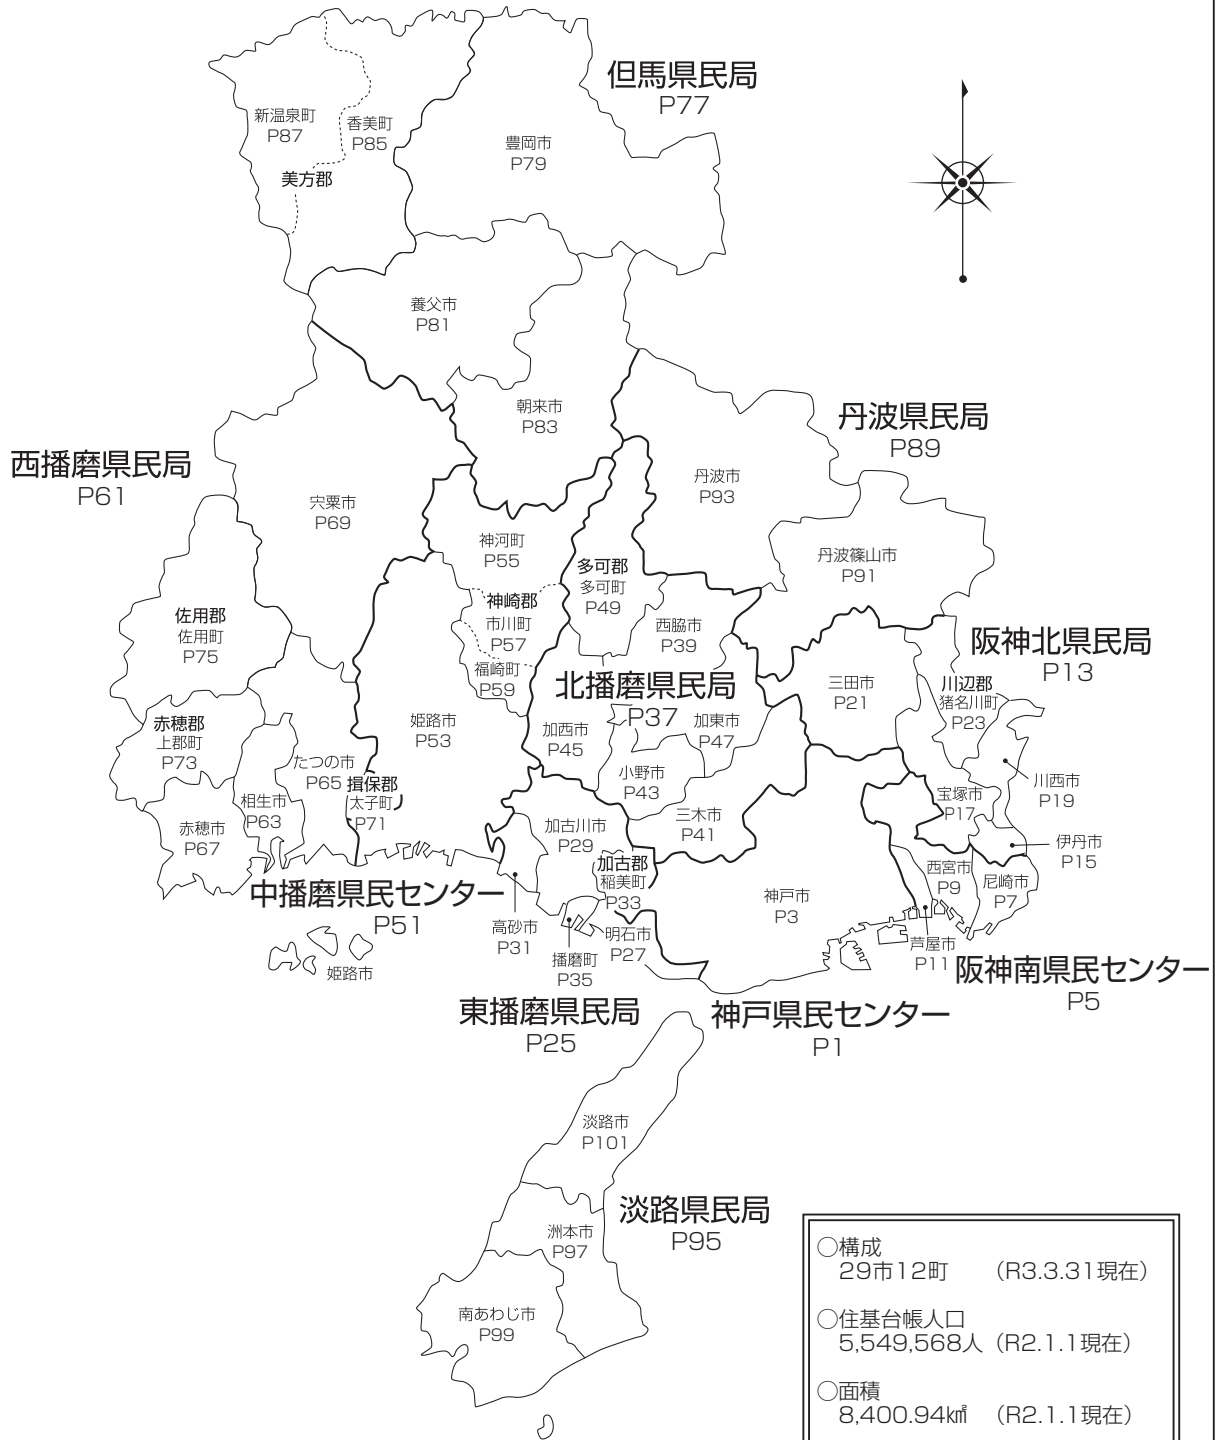 但馬県民局
P77
新温泉町
P87
香美町
P85
美方郡
豊岡市
P79
養父市
P81
朝来市
P83
丹波県民局
P89
丹波市
P93
丹波篠山市
P91
西播磨県民局
P61
宍粟市
P69
佐用郡
佐用町
P75
赤穂郡
上郡町
P73
赤穂市
P67
相生市
P63
たつの市
P65
揖保郡
太子町
P71
神河町
P55
神崎郡
市川町
P57
福崎町
P59
姫路市
P53
中播磨県民センター
P51
姫路市
多可郡
多可町
P49
西脇市
P39
北播磨県民局
P37
加西市
P45
加東市
P47
小野市
P43
三木市
P41
阪神北県民局
P13
三田市
P21
川辺郡
猪名川町
P23
川西市
P19
宝塚市
P17
伊丹市
P15
西宮市
P9
尼崎市
P7
芦屋市
P11
阪神南県民センター
P5
加古川市
P29
加古郡
稲美町
P33
高砂市
P31
播磨町
P35
明石市
P27
東播磨県民局
P25
神戸市
P3
神戸県民センター
P1
淡路市
P101
淡路県民局
P95
洲本市
P97
南あわじ市
P99
○構成
29市12町 (R3.3.31現在)
○住基台帳人口
5,549,568人 (R2.1.1現在)
○面積
8,400.94㎢ (R2.1.1現在)